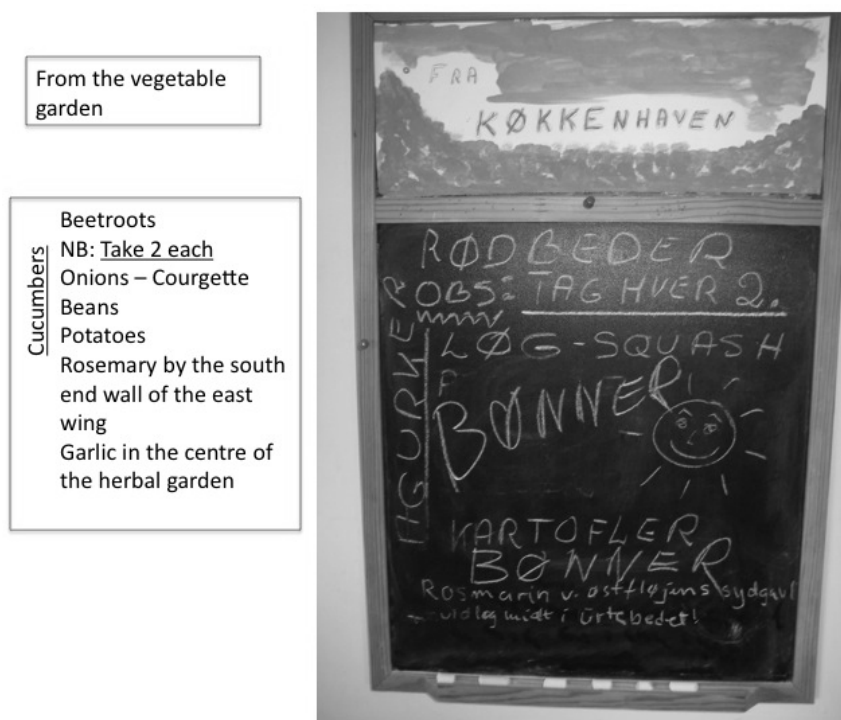 From the vegetable
garden
Cucumbers
Beetroots
NB: Take 2 each
Onions – Courgette
Beans
Potatoes
Rosemary by the south
end wall of the east
wing
Garlic in the centre of
the herbal garden
FRA
KØKKENHAVEN
RØDBEDER
OBS: TAG HVER 2.
AGURKER
LØG-SQUASH
BØNNER
KARTOFLER
BØNNER
Rosmarin v. østfløjens sydgavl
midt i urtebedet!